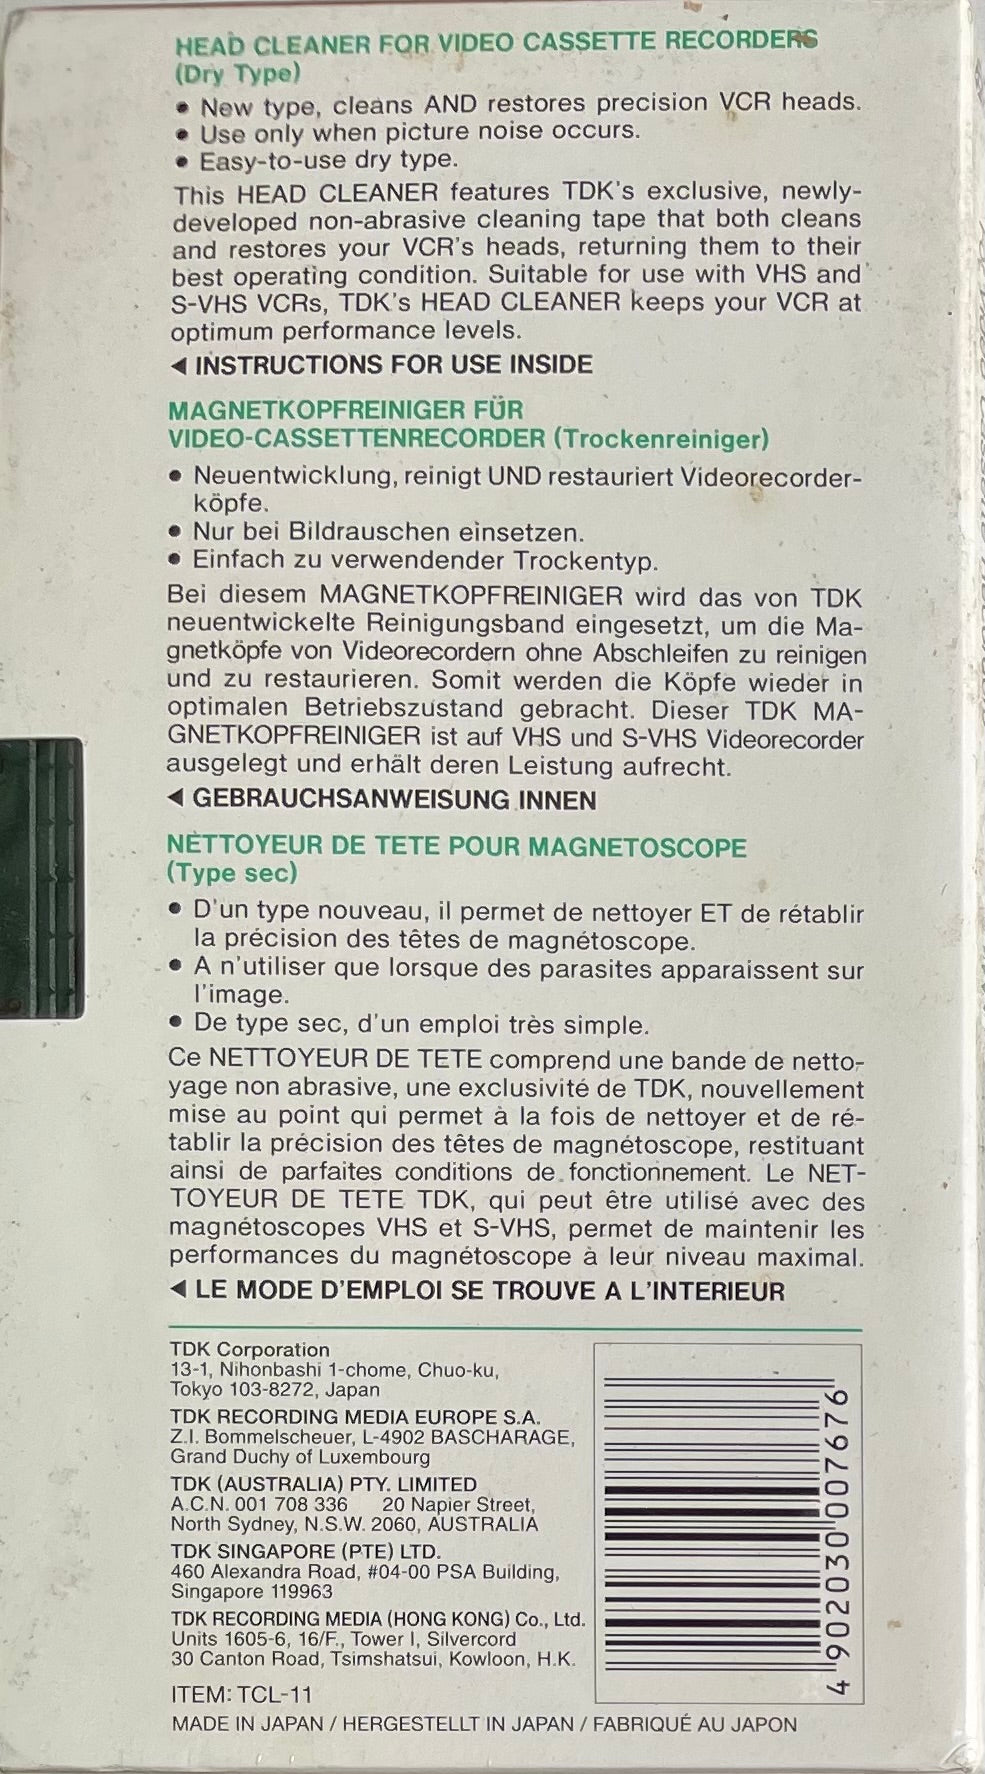 HEAD CLEANER FOR VIDEO CASSETTE RECORDERS
(Dry Type)
• New type, cleans AND restores precision VCR heads.
• Use only when picture noise occurs.
• Easy-to-use dry type.
This HEAD CLEANER features TDK's exclusive, newly-
developed non-abrasive cleaning tape that both cleans
and restores your VCR's heads, returning them to their
best operating condition. Suitable for use with VHS and
S-VHS VCRs, TDK's HEAD CLEANER keeps your VCR at
optimum performance levels.
◄ INSTRUCTIONS FOR USE INSIDE
MAGNETKOPFREINIGER FÜR
VIDEO-CASSETTENRECORDER (Trockenreiniger)
• Neuentwicklung, reinigt UND restauriert Videorecorder-
köpfe.
• Nur bei Bildrauschen einsetzen.
• Einfach zu verwendender Trockentyp.
Bei diesem MAGNETKOPFREINIGER wird das von TDK
neuentwickelte Reinigungsband eingesetzt, um die Ma-
gnetköpfe von Videorecordern ohne Abschleifen zu reinigen
und zu restaurieren. Somit werden die Köpfe wieder in
optimalen Betriebszustand gebracht. Dieser TDK MA-
GNETKOPFREINIGER ist auf VHS und S-VHS Videorecorder
ausgelegt und erhält deren Leistung aufrecht.
◄ GEBRAUCHSANWEISUNG INNEN
NETTOYEUR DE TETE POUR MAGNETOSCOPE
(Type sec)
• D'un type nouveau, il permet de nettoyer ET de rétablir
la précision des têtes de magnétoscope.
• A n'utiliser que lorsque des parasites apparaissent sur
l'image.
• De type sec, d'un emploi très simple.
Ce NETTOYEUR DE TETE comprend une bande de netto-
yage non abrasive, une exclusivité de TDK, nouvellement
mise au point qui permet à la fois de nettoyer et de ré-
tablir la précision des têtes de magnétoscope, restituant
ainsi de parfaites conditions de fonctionnement. Le NET-
TOYEUR DE TETE TDK, qui peut être utilisé avec des
magnétoscopes VHS et S-VHS, permet de maintenir les
performances du magnétoscope à leur niveau maximal.
◄ LE MODE D'EMPLOI SE TROUVE A L'INTERIEUR
TDK Corporation
13-1, Nihonbashi 1-chome, Chuo-ku,
Tokyo 103-8272, Japan
TDK RECORDING MEDIA EUROPE S.A.
Z.I. Bommelscheuer, L-4902 BASCHARAGE,
Grand Duchy of Luxembourg
TDK (AUSTRALIA) PTY. LIMITED
A.C.N. 001 708 336 20 Napier Street,
North Sydney, N.S.W. 2060, AUSTRALIA
TDK SINGAPORE (PTE) LTD.
460 Alexandra Road, #04-00 PSA Building,
Singapore 119963
TDK RECORDING MEDIA (HONG KONG) Co., Ltd.
Units 1605-6, 16/F., Tower I, Silvercord
30 Canton Road, Tsimshatsui, Kowloon, H.K.
ITEM: TCL-11
MADE IN JAPAN / HERGESTELLT IN JAPAN / FABRIQUÉ AU JAPON
4 902030 007676